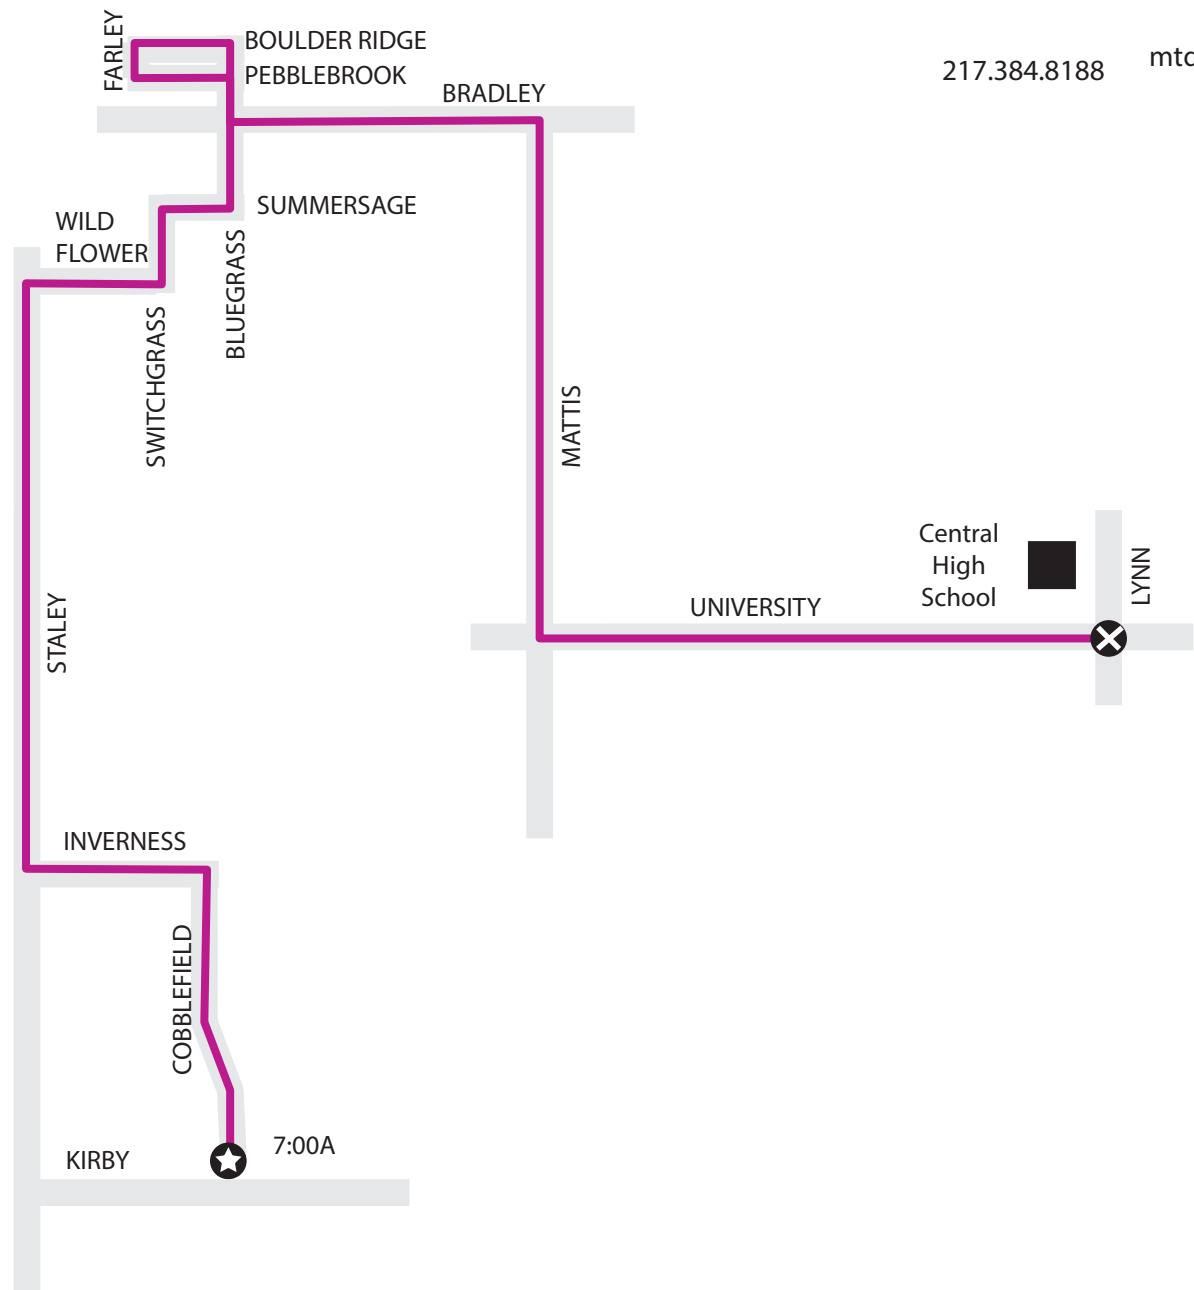 FARLEY
BOULDER RIDGE
PEBBLEBROOK
BRADLEY
217.384.8188
mtd
SUMMERSAGE
WILD
FLOWER
BLUEGRASS
SWITCHGRASS
MATTIS
Central
High
School
LYNN
UNIVERSITY
STALEY
INVERNESS
COBBLEFIELD
7:00A
KIRBY